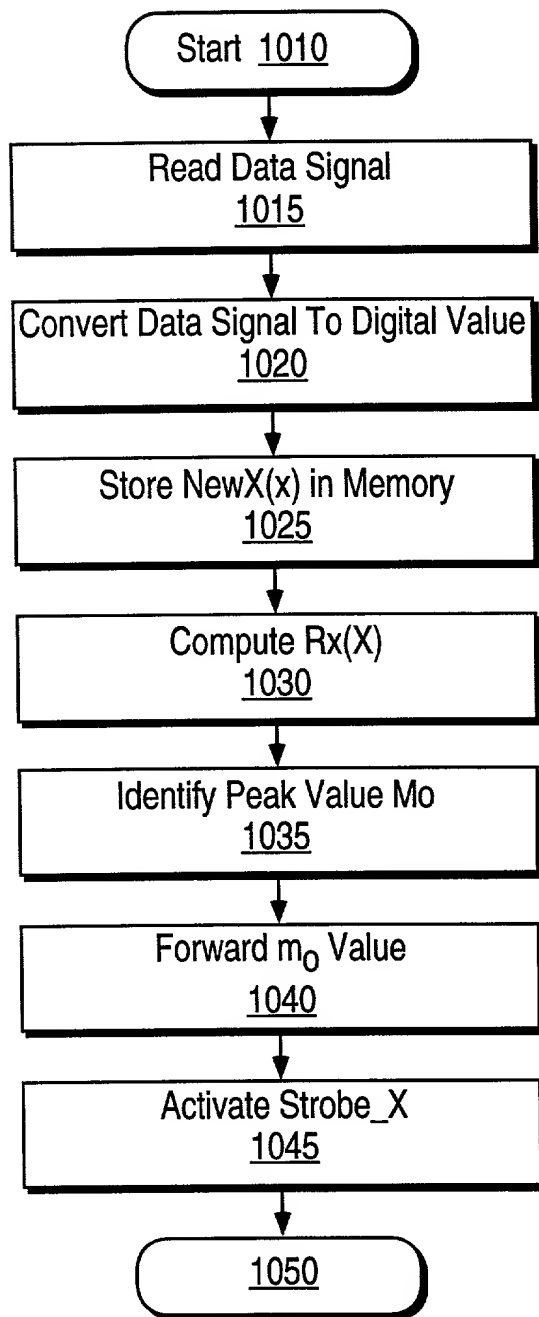 Start 1010
Read Data Signal
1015
Convert Data Signal To Digital Value
1020
Store NewX(x) in Memory
1025
Compute Rx(X)
1030
Identify Peak Value Mo
1035
Forward m₀ Value
1040
Activate Strobe_X
1045
1050